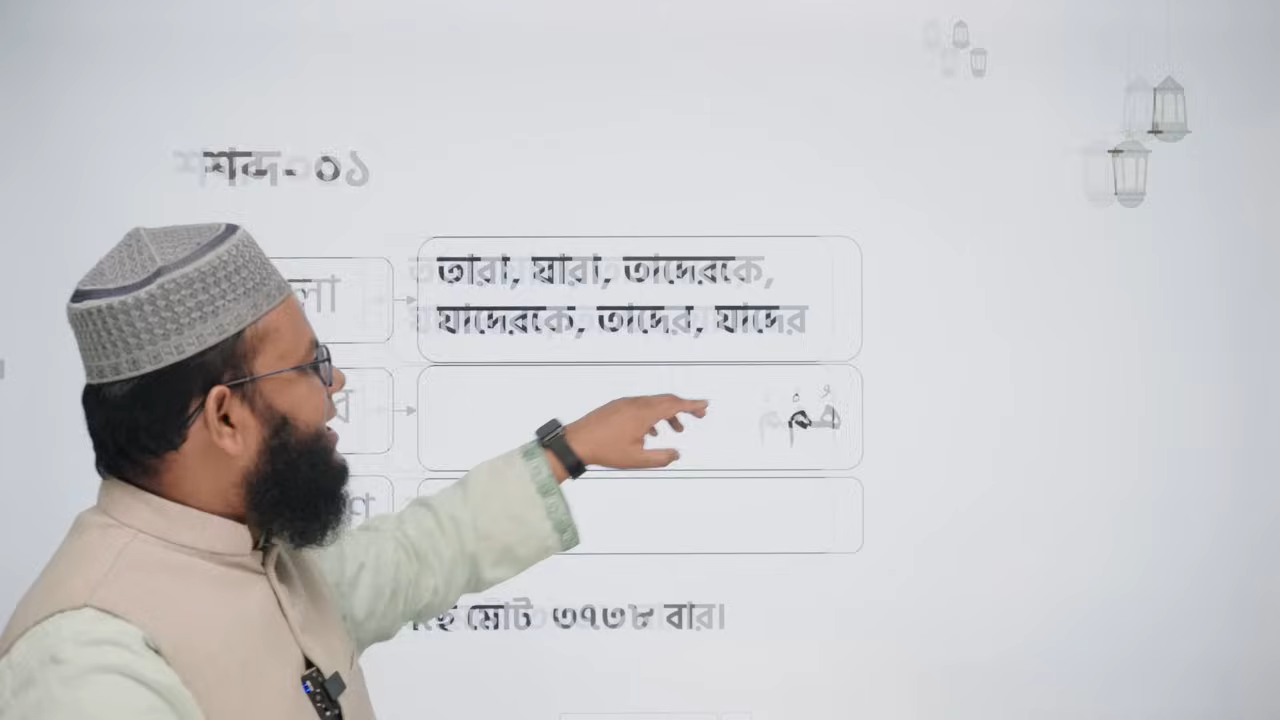 শব্দ- ০১
তারা, যারা, তাদেরকে,
যাদেরকে, তাদের, যাদের
هُمْ
মোট ৩৭৩৮ বার।